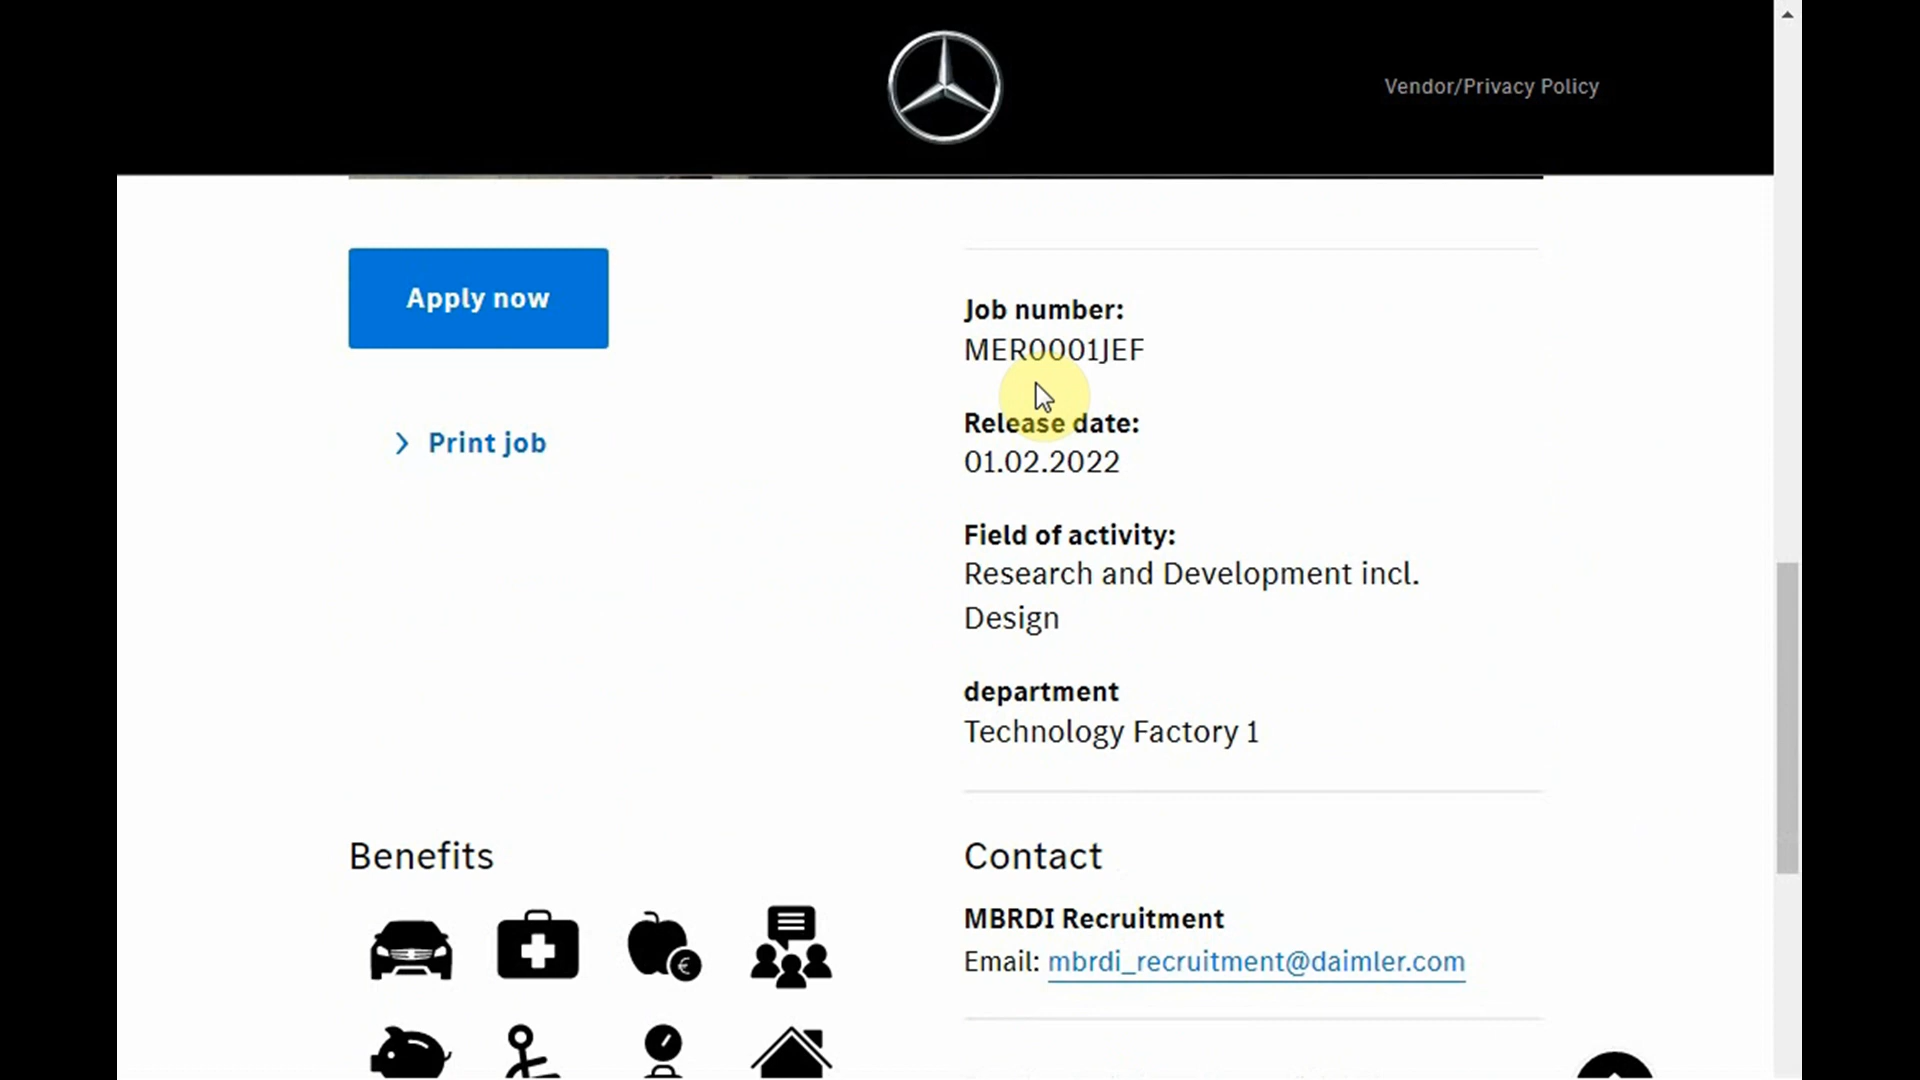 Vendor/Privacy Policy
Apply now
Print job
Job number:
MER0001JEF
Release date:
01.02.2022
Field of activity:
Research and Development incl.
Design
department
Technology Factory 1
Benefits
€
Contact
MBRDI Recruitment
Email: mbrdi_recruitment@daimler.com